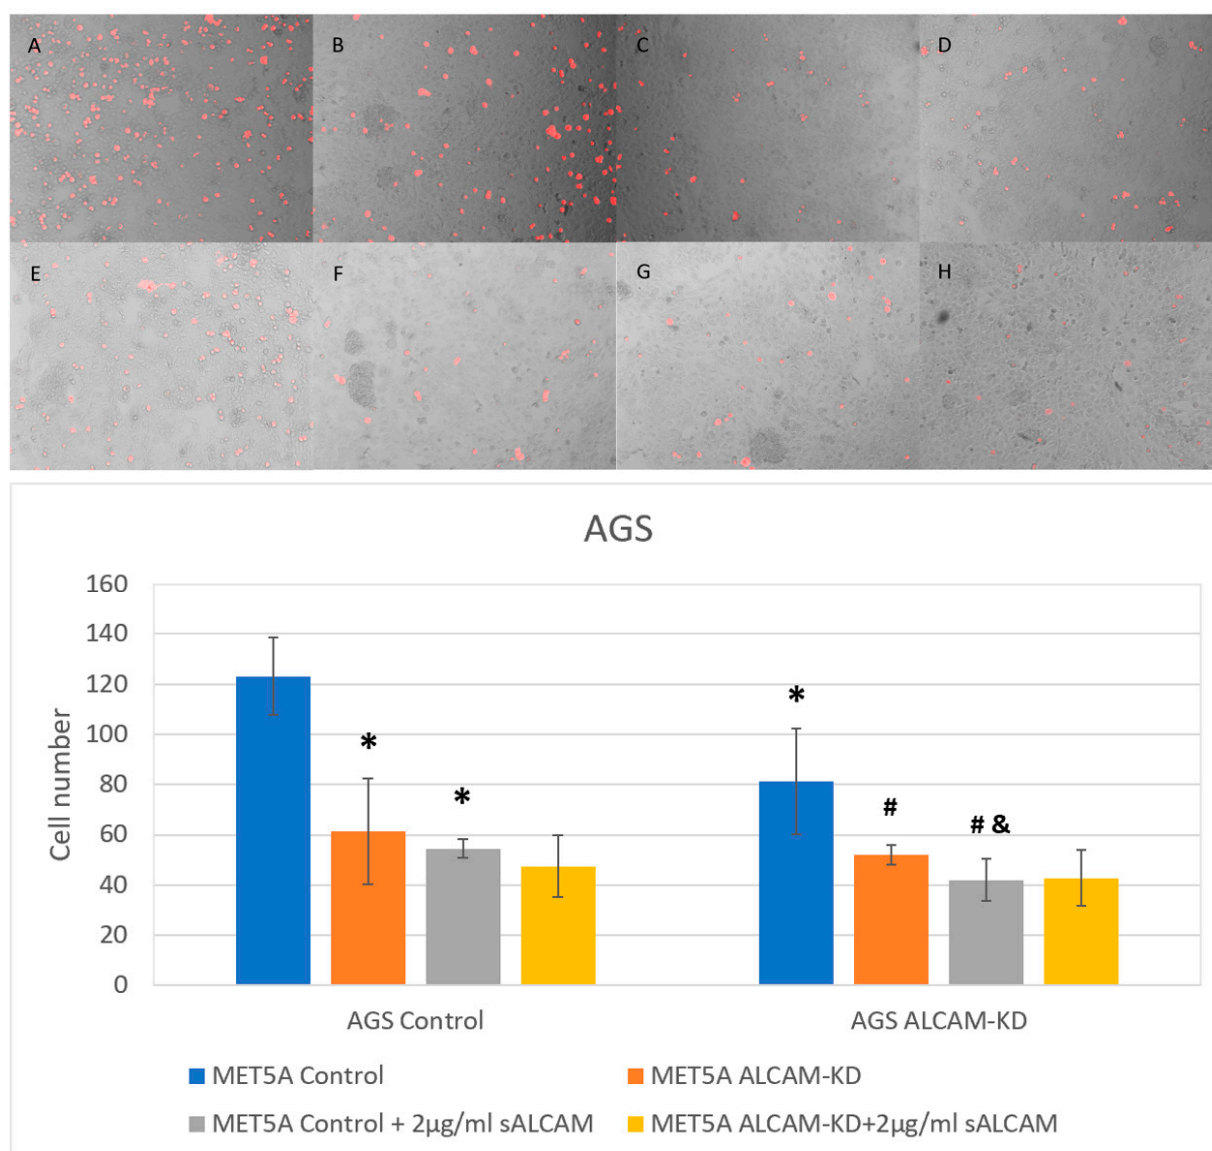 A B C D
E F G H
AGS
160
140
120
100
80
60
40
20
0
Cell number
*
*
*
#
# &
AGS Control AGS ALCAM-KD
MET5A Control MET5A ALCAM-KD
MET5A Control + 2µg/ml sALCAM MET5A ALCAM-KD+2µg/ml sALCAM